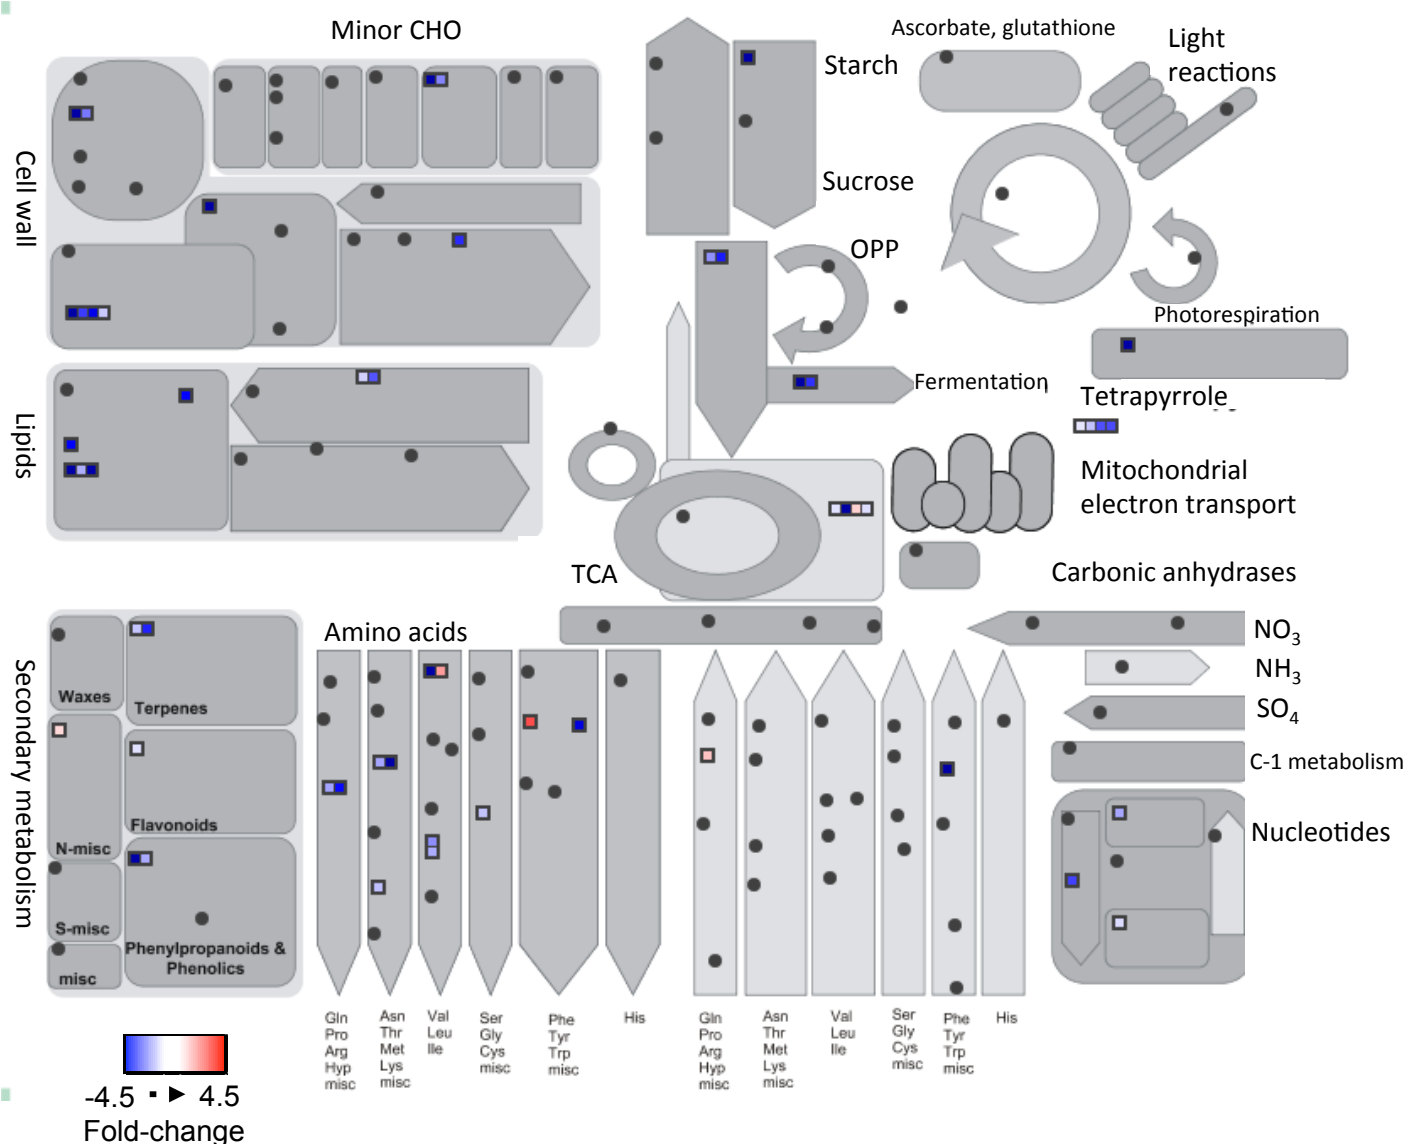 Minor CHO
Ascorbate, glutathione
Light
reactions
Starch
Cell wall
Sucrose
OPP
Photorespiration
Fermentation
Tetrapyrrole
Lipids
Mitochondrial
electron transport
TCA
Carbonic anhydrases
Amino acids
NO3
NH3
SO4
C-1 metabolism
Nucleotides
Secondary metabolism
Waxes
Terpenes
N-misc
Flavonoids
S-misc
misc
Phenylpropanoids &
Phenolics
Gln
Pro
Arg
Hyp
misc
Asn
Thr
Met
Lys
misc
Val
Leu
Ile
Ser
Gly
Cys
misc
Phe
Tyr
Trp
misc
His
Gln
Pro
Arg
Hyp
misc
Asn
Thr
Met
Lys
misc
Val
Leu
Ile
Ser
Gly
Cys
misc
Phe
Tyr
Trp
misc
His
-4.5 4.5
Fold-change